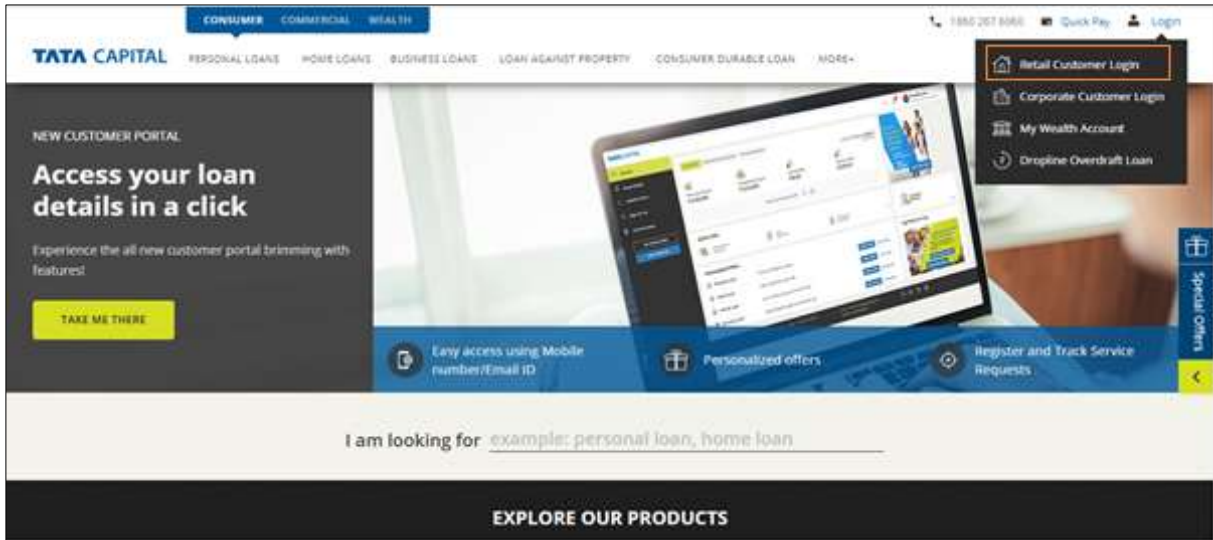 CONSUMER COMMERCIAL WEALTH
1860 267 6060 Quick Pay Login
TATA CAPITAL PERSONAL LOANS HOME LOANS BUSINESS LOANS LOAN AGAINST PROPERTY CONSUMER DURABLE LOAN MORE+
Retail Customer Login
Corporate Customer Login
My Wealth Account
Dropline Overdraft Loan
NEW CUSTOMER PORTAL
Access your loan
details in a click
Experience the all new customer portal brimming with
features!
TAKE ME THERE
Easy access using Mobile
number/Email ID
Personalized offers
Register and Track Service
Requests
Special Offers
I am looking for example: personal loan, home loan
EXPLORE OUR PRODUCTS